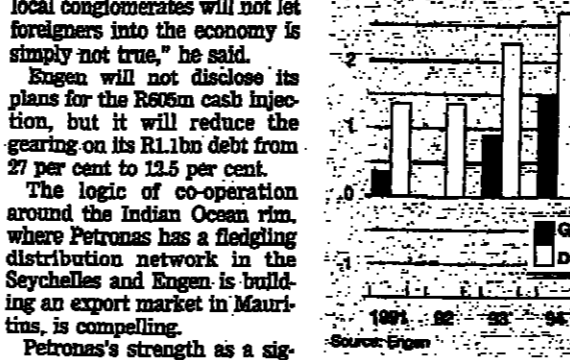 local conglomerates will not let
foreigners into the economy is
simply not true," he said.
Engen will not disclose its
plans for the R605m cash injec-
tion, but it will reduce the
gearing on its R1.1bn debt from
27 per cent to 12.5 per cent.
The logic of co-operation
around the Indian Ocean rim,
where Petronas has a fledgling
distribution network in the
Seychelles and Engen is build-
ing an export market in Mauri-
tius, is compelling.
Petronas's strength as a sig-
2
1
0
G
D
1
1991 92 93 94
Source: Engen